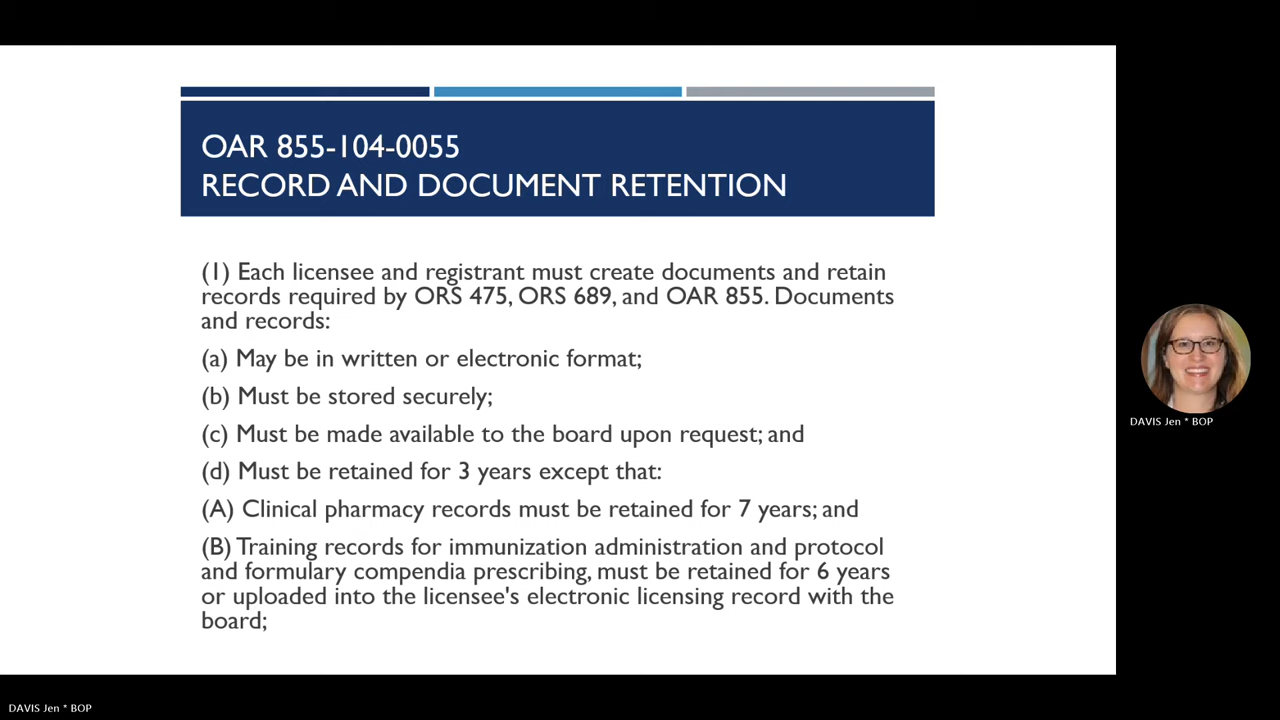 OAR 855-104-0055
RECORD AND DOCUMENT RETENTION
(1) Each licensee and registrant must create documents and retain
records required by ORS 475, ORS 689, and OAR 855. Documents
and records:
(a) May be in written or electronic format;
(b) Must be stored securely;
(c) Must be made available to the board upon request; and
(d) Must be retained for 3 years except that:
(A) Clinical pharmacy records must be retained for 7 years; and
(B) Training records for immunization administration and protocol
and formulary compendia prescribing, must be retained for 6 years
or uploaded into the licensee's electronic licensing record with the
board;
DAVIS Jen * BOP
DAVIS Jen * BOP